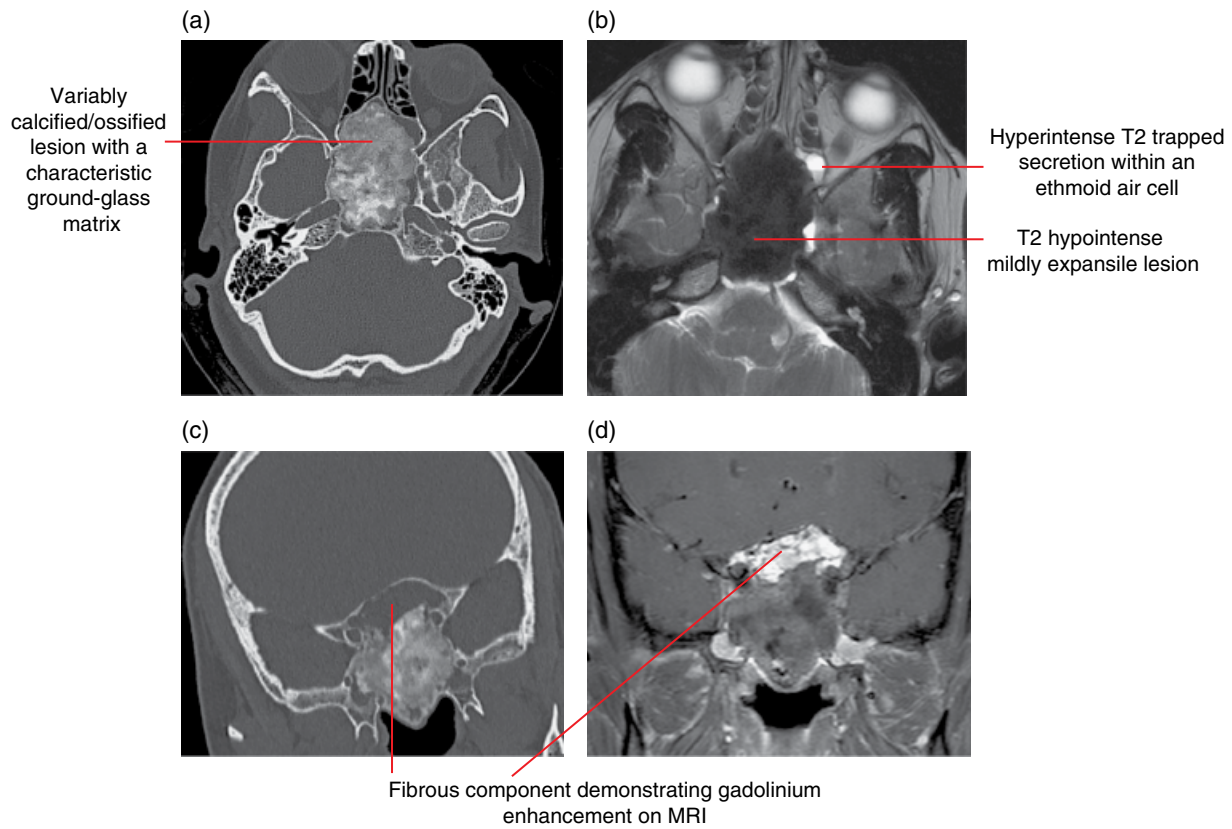 (a)
(b)
Variably
calcified/ossified
lesion with a
characteristic
ground-glass
matrix
Hyperintense T2 trapped
secretion within an
ethmoid air cell
T2 hypointense
mildly expansile lesion
(c)
(d)
Fibrous component demonstrating gadolinium
enhancement on MRI